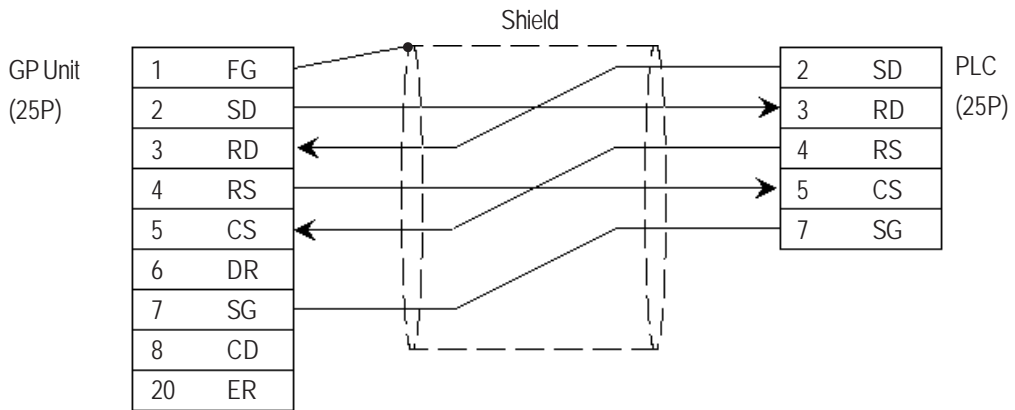 Shield
GP Unit
(25P)
1 FG
2 SD
3 RD
4 RS
5 CS
6 DR
7 SG
8 CD
20 ER
2 SD
3 RD
4 RS
5 CS
7 SG
PLC
(25P)